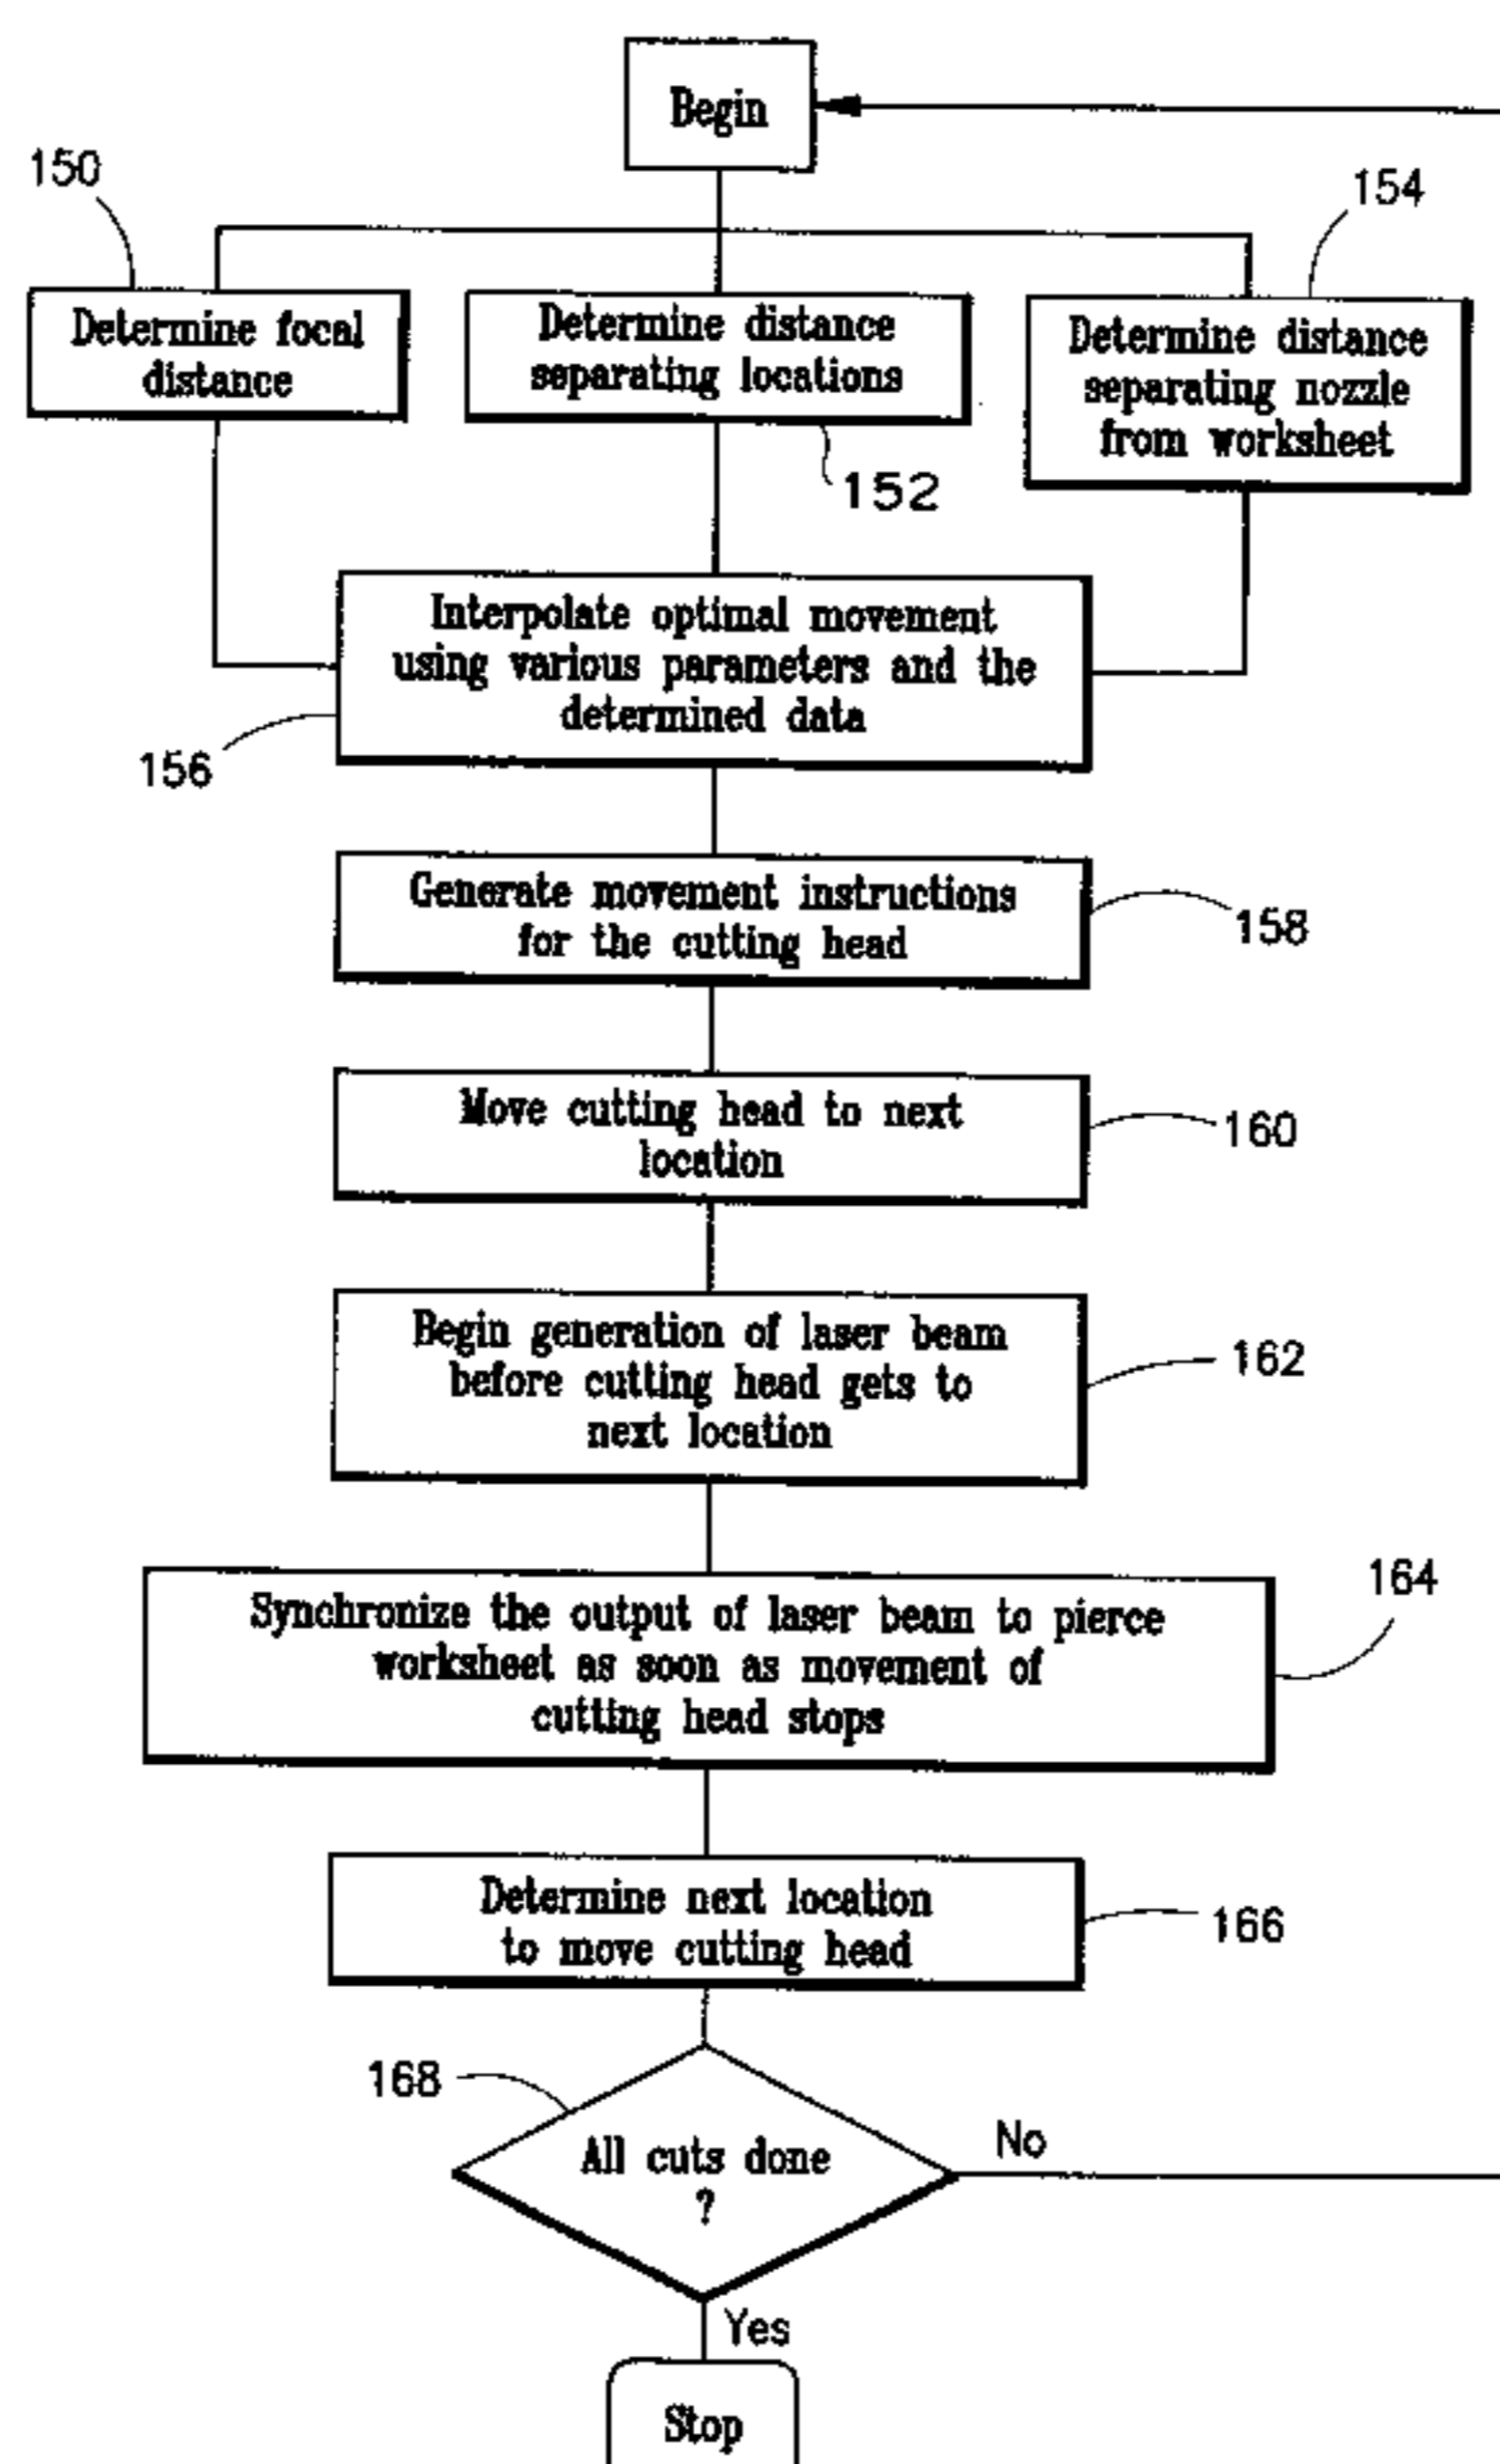 Begin
150
154
Determine focal
distance
Determine distance
separating locations
Determine distance
separating nozzle
from worksheet
152
Interpolate optimal movement
using various parameters and the
determined data
156
Generate movement instructions
for the cutting head
158
Move cutting head to next
location
160
Begin generation of laser beam
before cutting head gets to
next location
162
Synchronize the output of laser beam to pierce
worksheet as soon as movement of
cutting head stops
164
Determine next location
to move cutting head
166
168
All cuts done
?
No
Yes
Stop